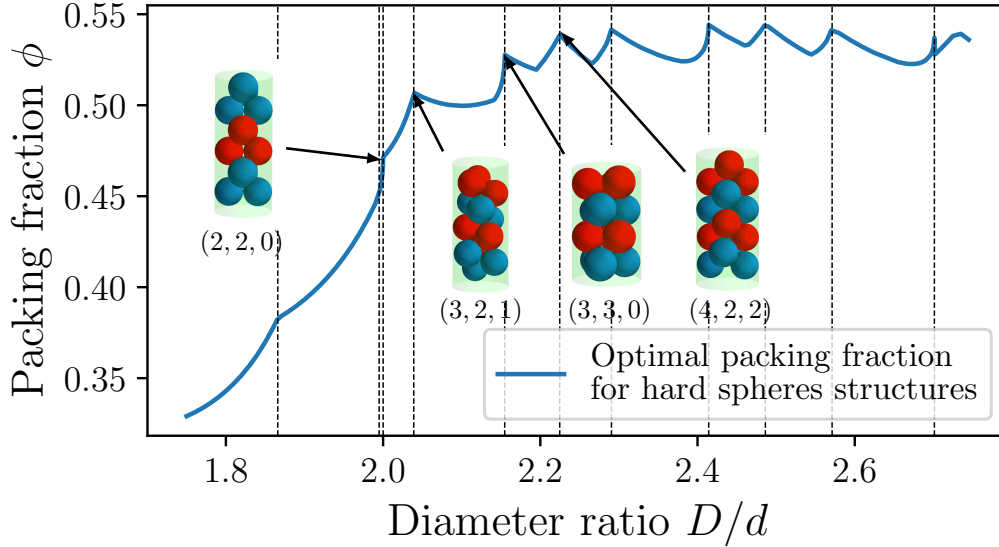 Packing fraction ϕ
0.55
0.50
0.45
0.40
0.35
(2, 2, 0)
(3, 2, 1)
(3, 3, 0)
(4, 2, 2)
Optimal packing fraction
for hard spheres structures
1.8
2.0
2.2
2.4
2.6
Diameter ratio D/d